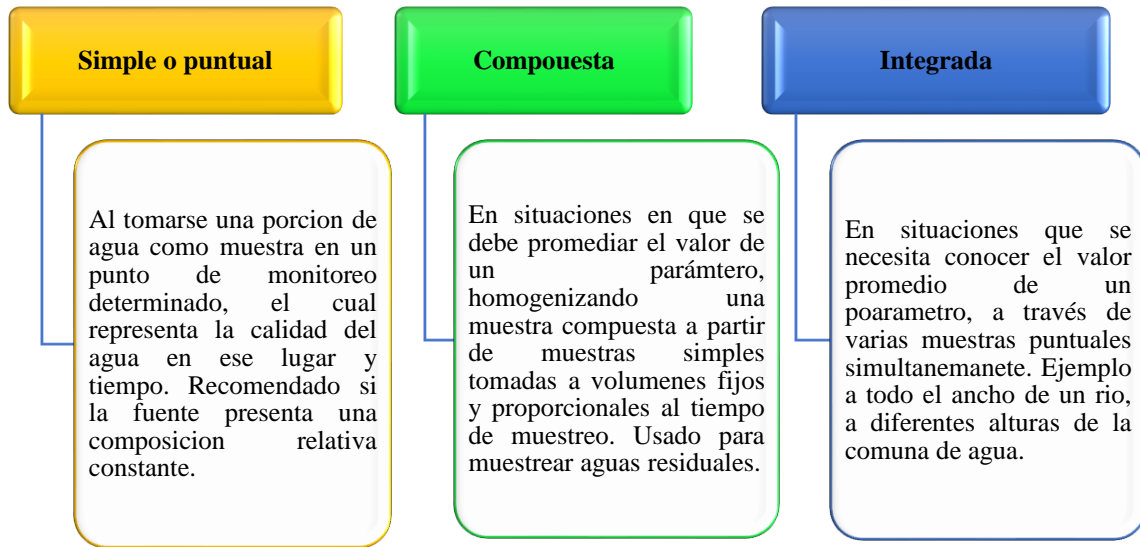 Simple o puntual
Al tomarse una porcion de
agua como muestra en un
punto de monitoreo
determinado, el cual
representa la calidad del
agua en ese lugar y
tiempo. Recomendado si
la fuente presenta una
composicion relativa
constante.
Compouesta
En situaciones en que se
debe promediar el valor de
un parámtero,
homogenizando una
muestra compuesta a partir
de muestras simples
tomadas a volumenes fijos
y proporcionales al tiempo
de muestreo. Usado para
muestrear aguas residuales.
Integrada
En situaciones que se
necesita conocer el valor
promedio de un
poarametro, a través de
varias muestras puntuales
simultanemanete. Ejemplo
a todo el ancho de un rio,
a diferentes alturas de la
comuna de agua.